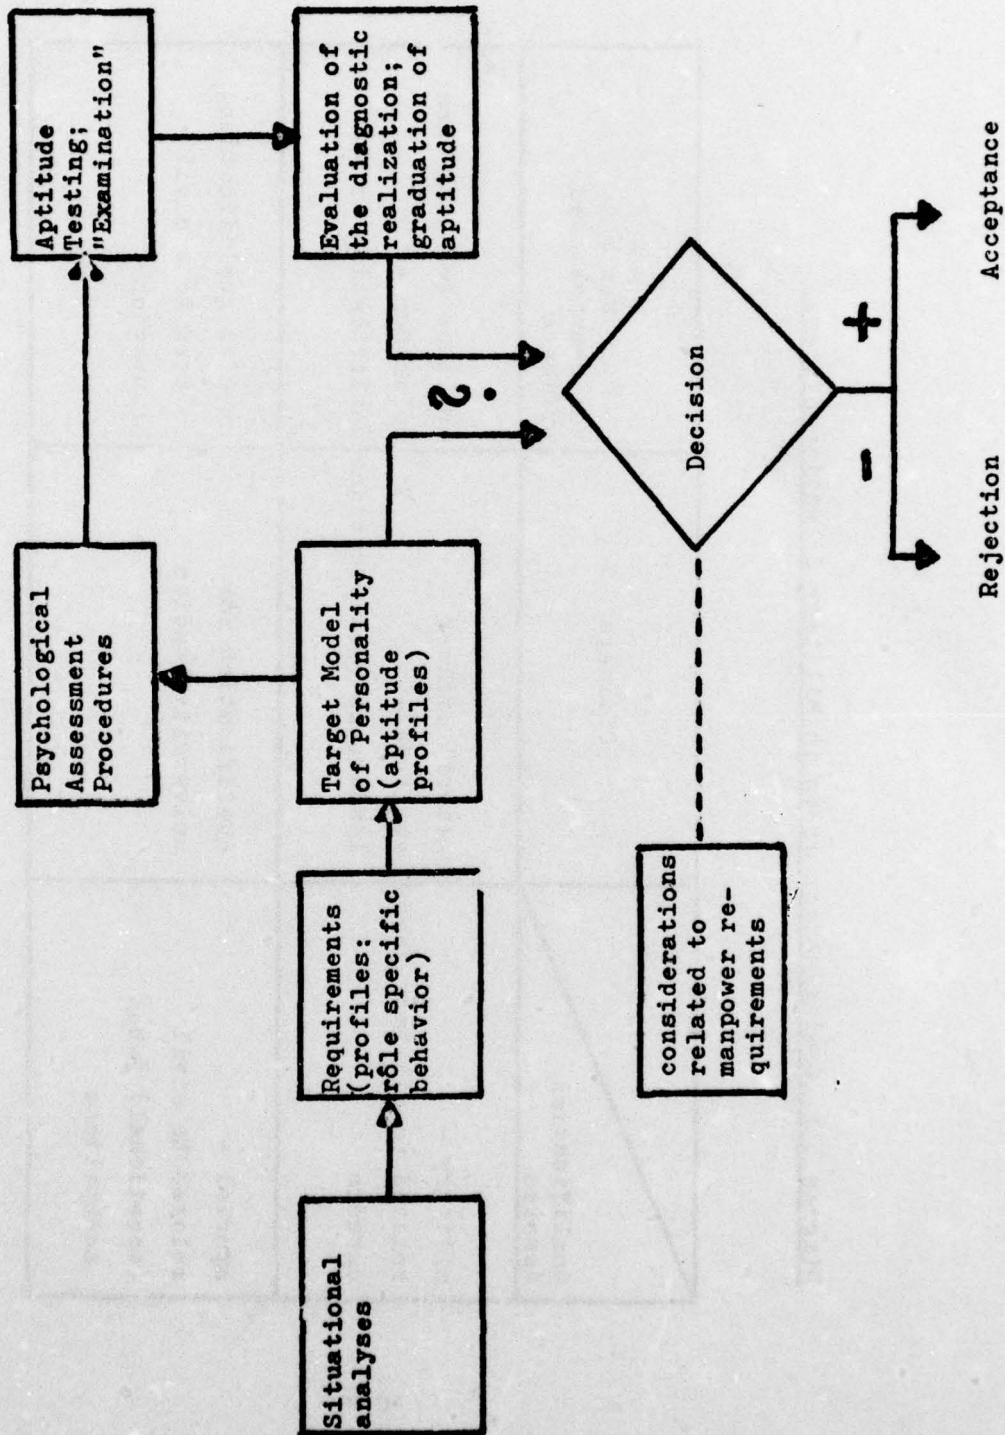 Psychological
Assessment
Procedures
Aptitude
Testing;
"Examination"
Situational
analyses
Requirements
(profiles:
rôle specific
behavior)
Target Model
of Personality
(aptitude
profiles)
Evaluation of
the diagnostic
realization;
graduation of
aptitude
?
considerations
related to
manpower re-
quirements
Decision
- +
Rejection
Acceptance